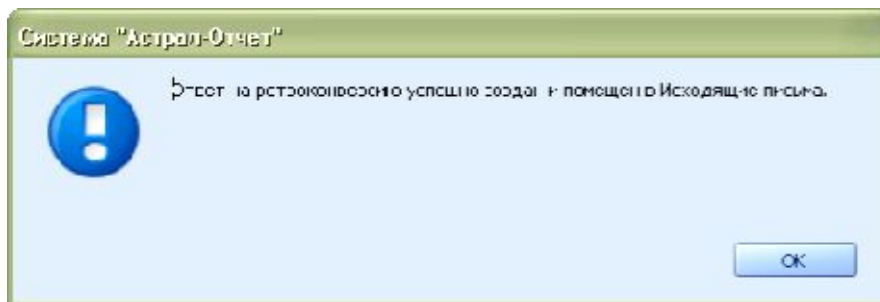 Система "Астрал-Отчет"
Ответ на ретроконверсию успешно создан и помещен в Исходящие письма.
OK